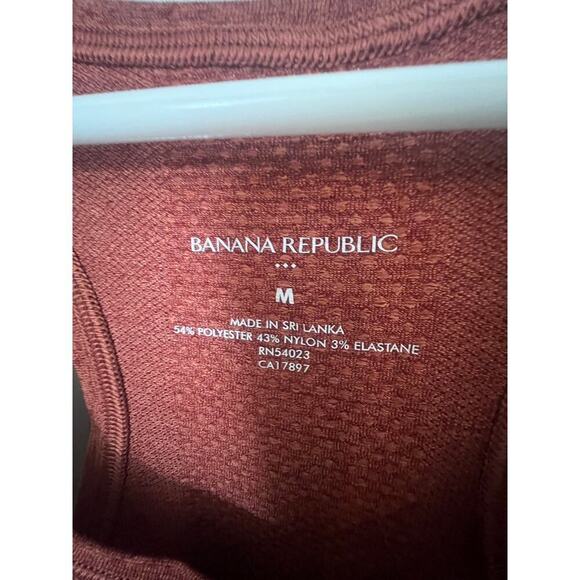 BANANA REPUBLIC
M
MADE IN SRI LANKA
54% POLYESTER 43% NYLON 3% ELASTANE
RN54023
CA17897